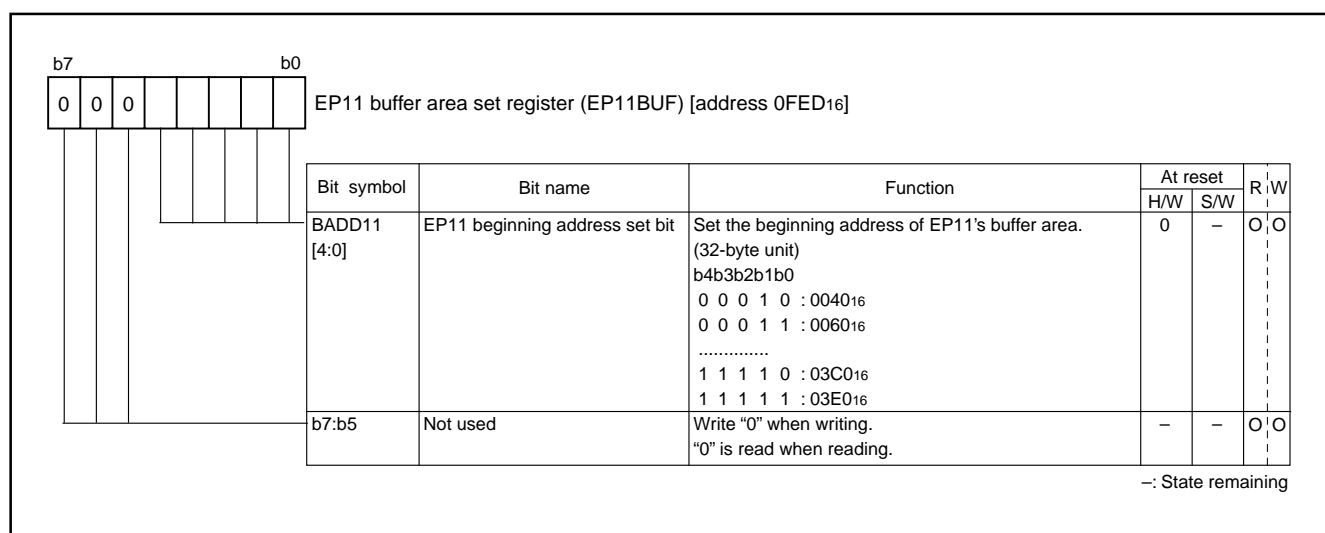 b7 b0
0 0 0
EP11 buffer area set register (EP11BUF) [address 0FED16]
Bit symbol Bit name Function At reset R W
H/W S/W
BADD11 EP11 beginning address set bit Set the beginning address of EP11’s buffer area. 0 – O O
[4:0] (32-byte unit)
b4b3b2b1b0
0 0 0 1 0 : 004016
0 0 0 1 1 : 006016
..............
1 1 1 1 0 : 03C016
1 1 1 1 1 : 03E016
b7:b5 Not used Write “0” when writing. – – O O
“0” is read when reading.
–: State remaining